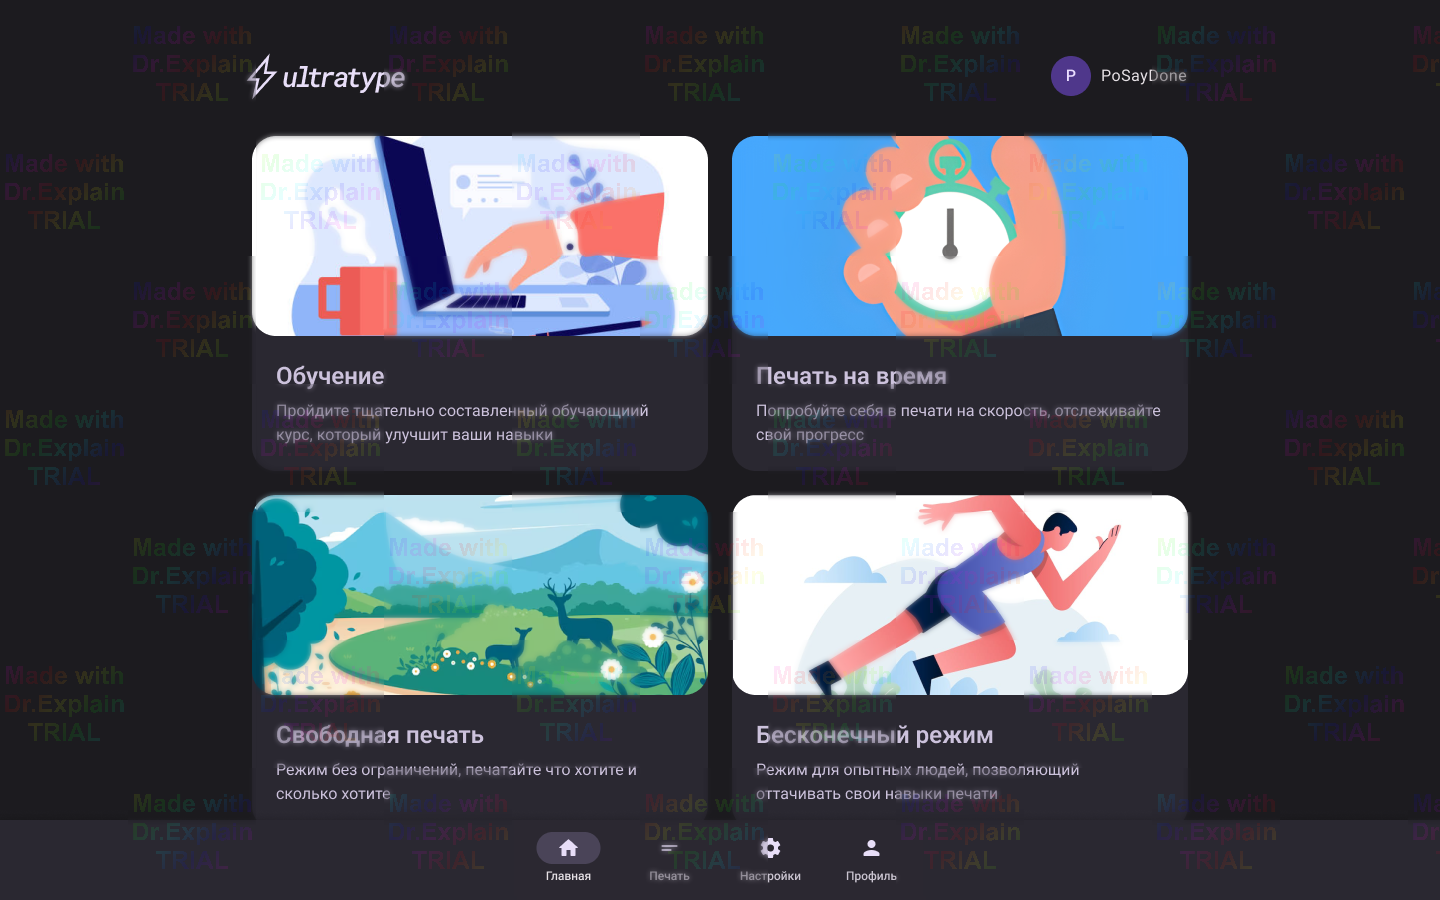 ultratype
P
PoSayDone
Обучение
Пройдите тщательно составленный обучающиий
курс, который улучшит ваши навыки
Печать на время
Попробуйте себя в печати на скорость, отслеживайте
свой прогресс
Свободная печать
Режим без ограничений, печатайте что хотите и
сколько хотите
Бесконечный режим
Режим для опытных людей, позволяющий
оттачивать свои навыки печати
Главная
Печать
Настройки
Профиль
Made with
Dr.Explain
TRIAL